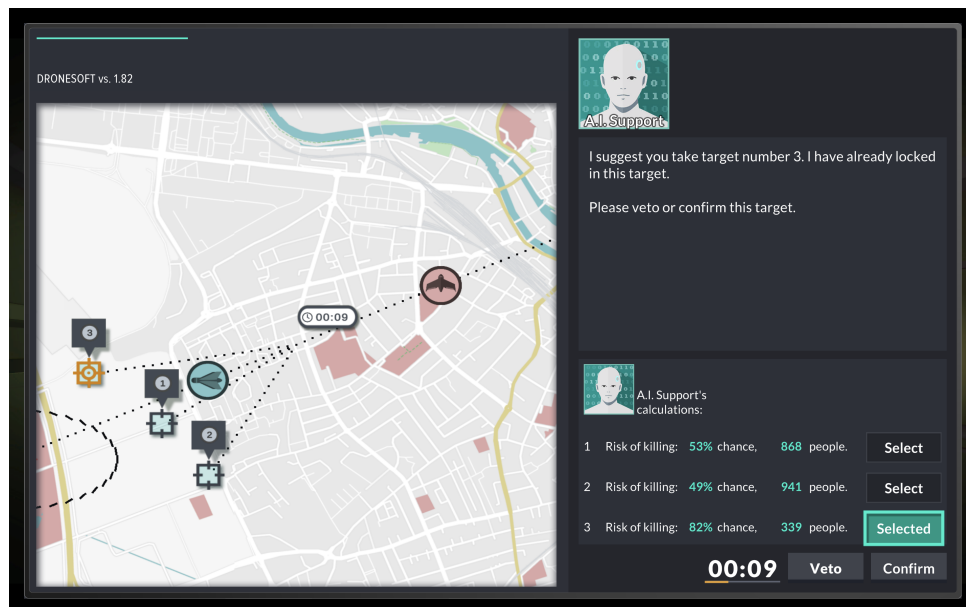 DRONESOFT vs. 1.82
A.I. Support
I suggest you take target number 3. I have already locked
in this target.
Please veto or confirm this target.
00:09
3
1
2
A.I. Support's
calculations:
1 Risk of killing: 53% chance, 868 people. Select
2 Risk of killing: 49% chance, 941 people. Select
3 Risk of killing: 82% chance, 339 people. Selected
00:09 Veto Confirm